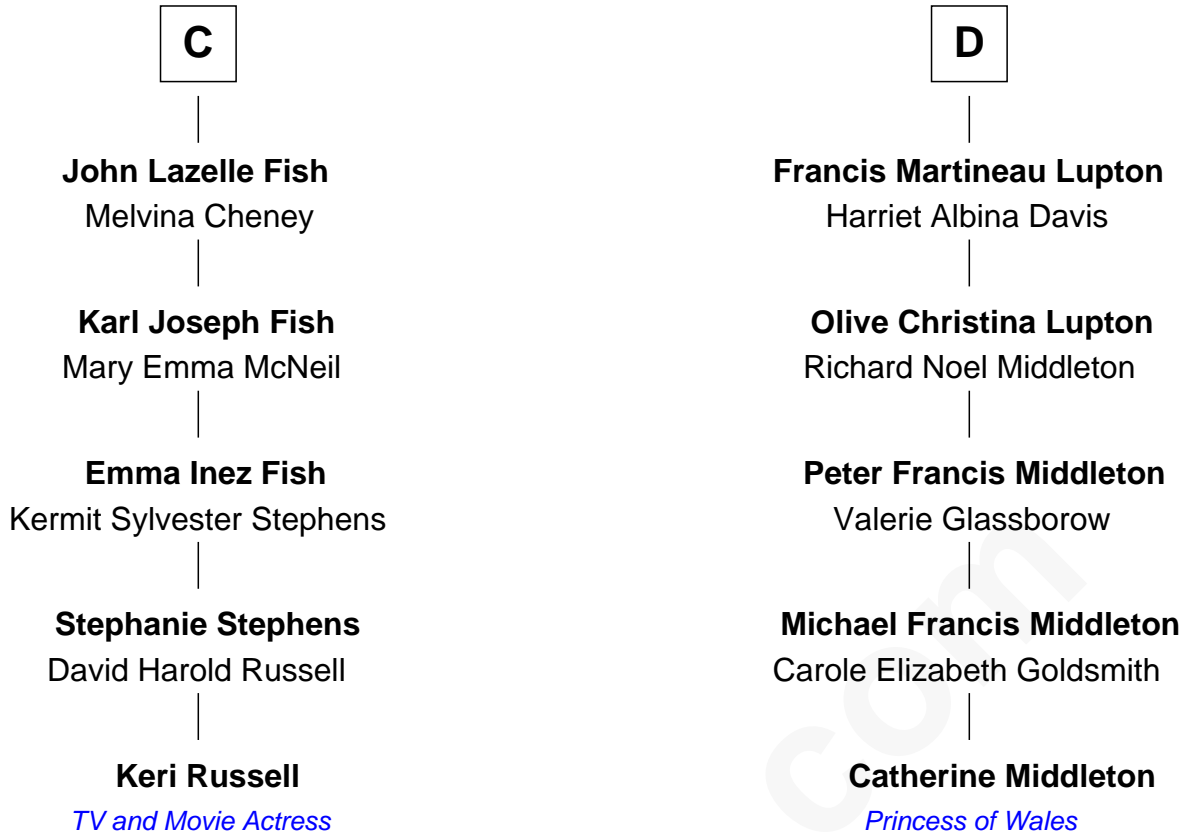 C
John Lazelle Fish
Melvina Cheney
Karl Joseph Fish
Mary Emma McNeil
Emma Inez Fish
Kermit Sylvester Stephens
Stephanie Stephens
David Harold Russell
Keri Russell
TV and Movie Actress
D
Francis Martineau Lupton
Harriet Albina Davis
Olive Christina Lupton
Richard Noel Middleton
Peter Francis Middleton
Valerie Glassborow
Michael Francis Middleton
Carole Elizabeth Goldsmith
Catherine Middleton
Princess of Wales
com